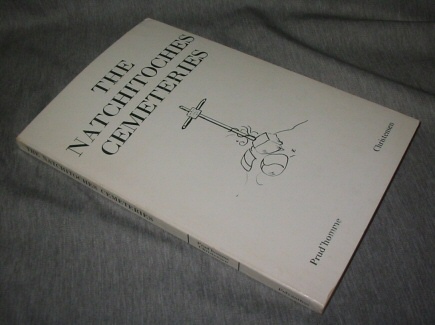 THE
NATCHITOCHES
CEMETERIES
Prud'homme
Christensen
THE NATCHITOCHES CEMETERIES